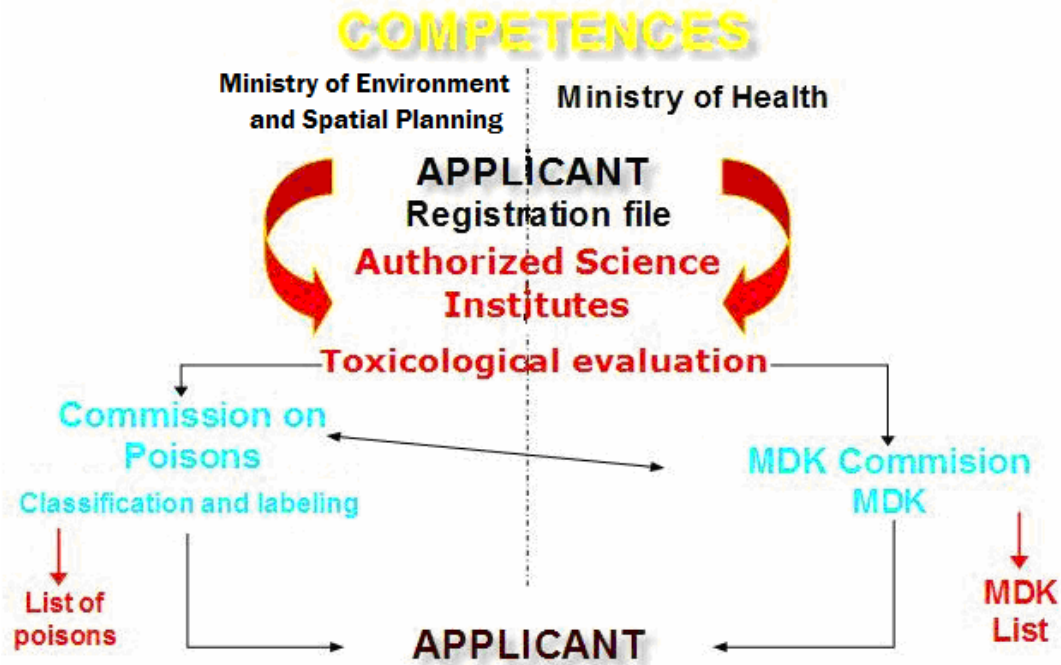 COMPETENCES
Ministry of Environment
and Spatial Planning
Ministry of Health
APPLICANT
Registration file
Authorized Science
Institutes
Toxicological evaluation
Commission on
Poisons
Classification and labeling
MDK Commision
MDK
List of
poisons
MDK
List
APPLICANT